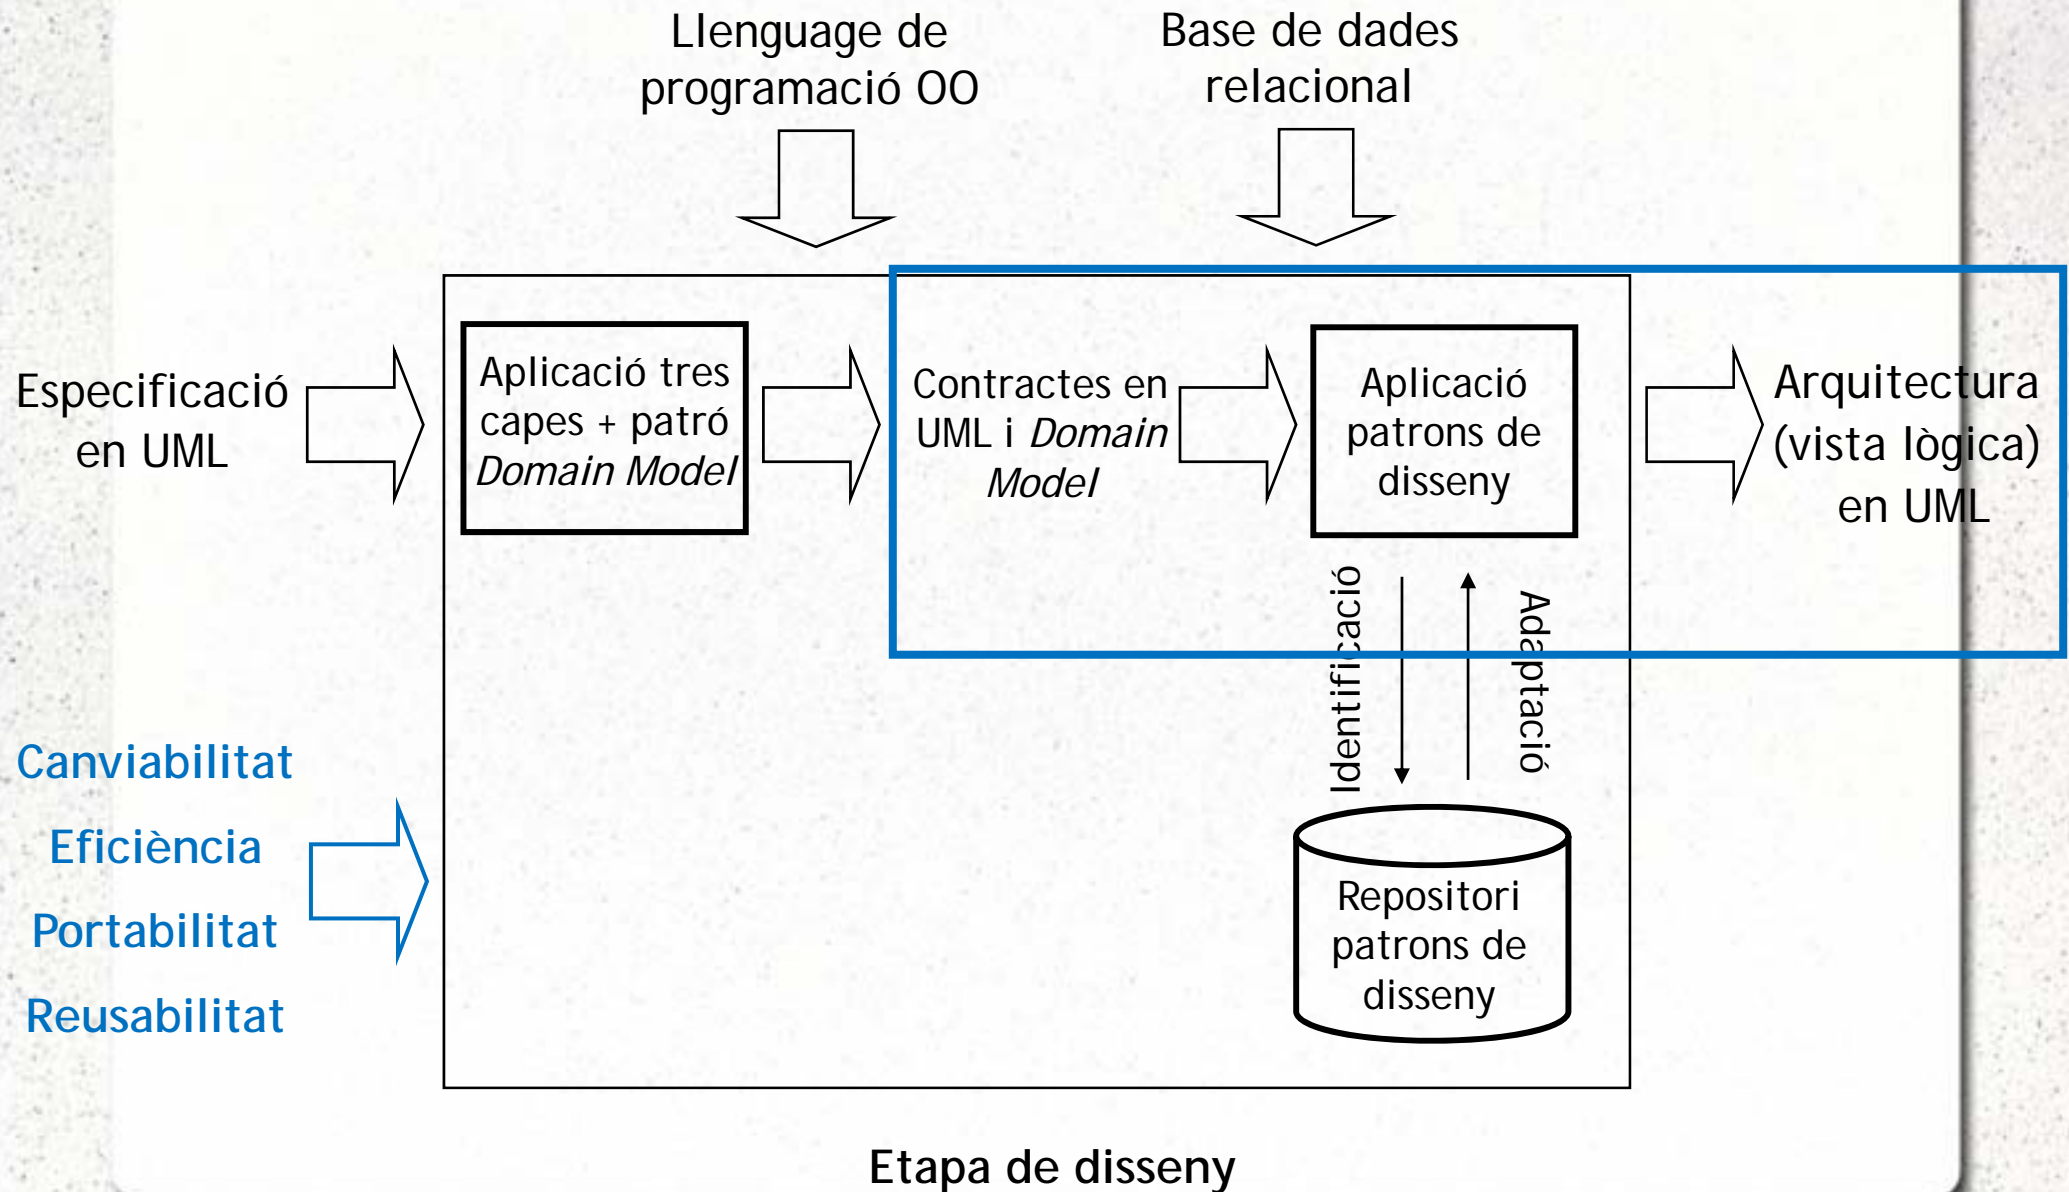 Llenguage de
programació OO
Base de dades
relacional
Especificació
en UML
Aplicació tres
capes + patró
Domain Model
Contractes en
UML i Domain
Model
Aplicació
patrons de
disseny
Arquitectura
(vista lògica)
en UML
Identificació
Adaptació
Canviabilitat
Eficiència
Portabilitat
Reusabilitat
Repositori
patrons de
disseny
Etapa de disseny